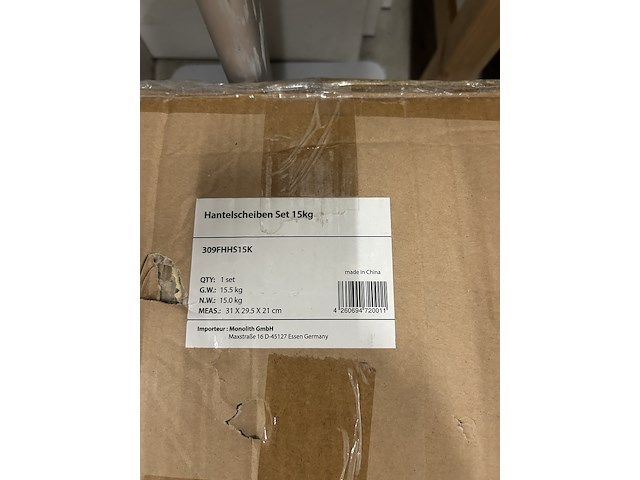 Hantelscheiben Set 15kg
309FHHS15K
made in China
QTY: 1 set
G.W.: 15.5 kg
N.W.: 15.0 kg
MEAS.: 31 X 29.5 X 21 cm
4 260694 720011
Importeur : Monolith GmbH
Maxstraße 16 D-45127 Essen Germany